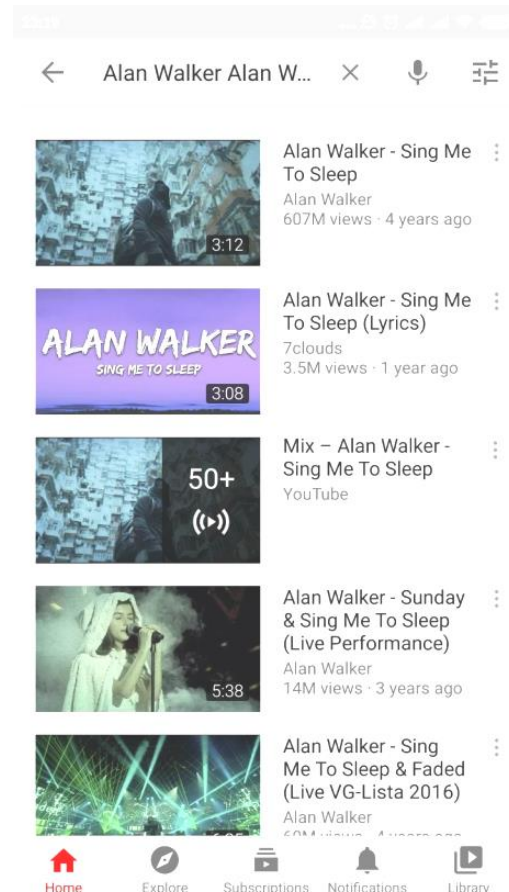 Alan Walker Alan W...
Alan Walker - Sing Me
To Sleep
Alan Walker
607M views · 4 years ago
3:12
Alan Walker - Sing Me
To Sleep (Lyrics)
7clouds
3.5M views · 1 year ago
ALAN WALKER
SING ME TO SLEEP
3:08
Mix – Alan Walker -
Sing Me To Sleep
YouTube
50+
Alan Walker - Sunday
& Sing Me To Sleep
(Live Performance)
Alan Walker
14M views · 3 years ago
5:38
Alan Walker - Sing
Me To Sleep & Faded
(Live VG-Lista 2016)
Alan Walker
Home Explore Subscriptions Notifications Library